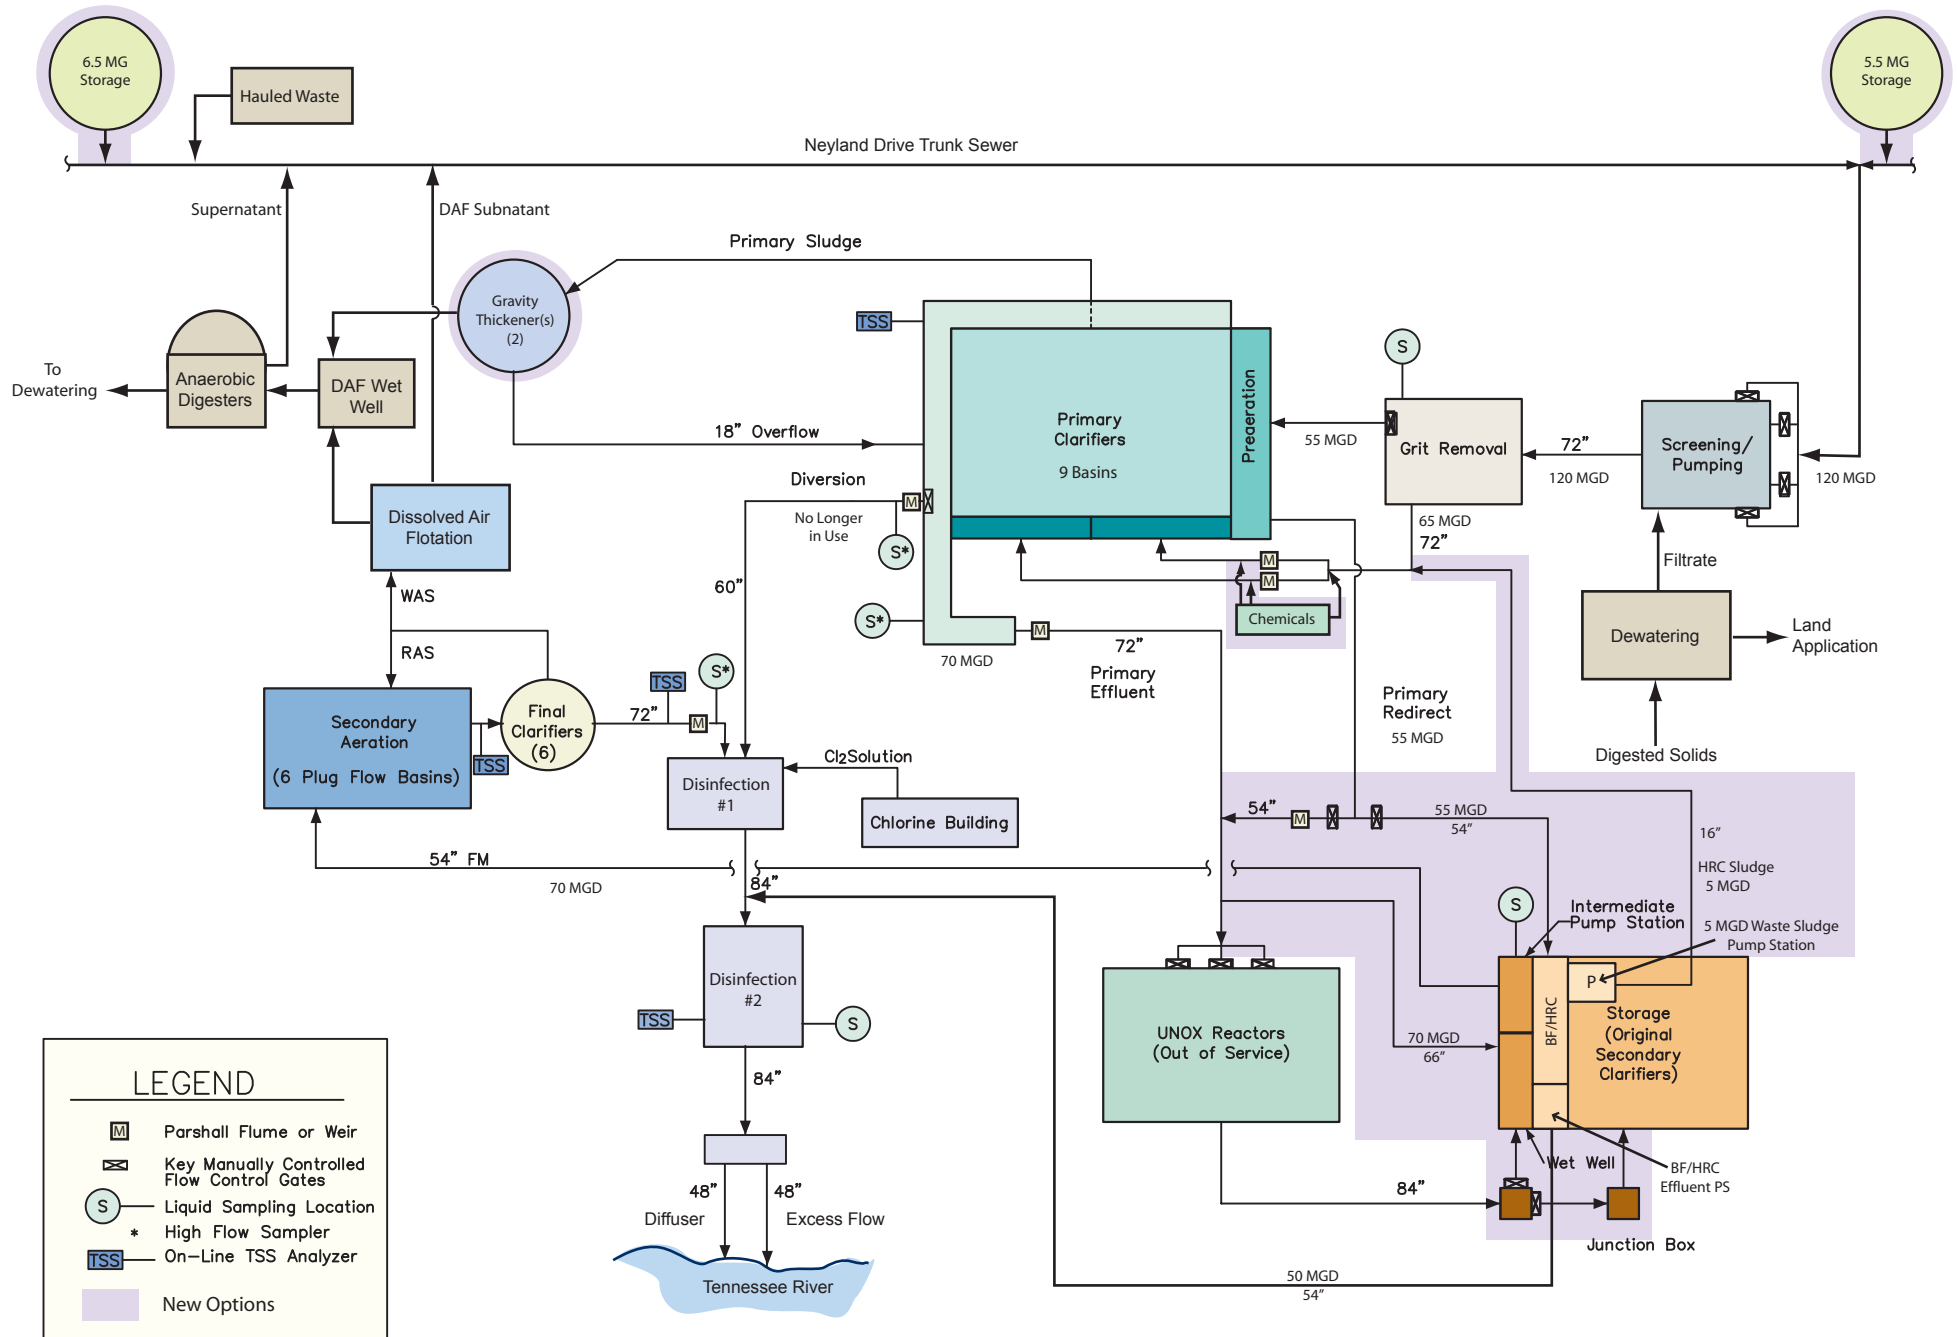 6.5 MG
Storage
Hauled Waste
5.5 MG
Storage
Neyland Drive Trunk Sewer
Supernatant
DAF Subnatant
Primary Sludge
Gravity
Thickener(s)
(2)
TSS
S
To
Dewatering
Anaerobic
Digesters
DAF Wet
Well
Primary
Clarifiers
9 Basins
Preaeration
55 MGD
Grit Removal
72”
120 MGD
Screening/
Pumping
120 MGD
18” Overflow
Diversion
No Longer
in Use
M
S*
65 MGD
72”
Dissolved Air
Flotation
M
M
Filtrate
60”
WAS
RAS
S*
M
Chemicals
70 MGD
72”
Primary
Effluent
Dewatering
Land
Application
Primary
Redirect
55 MGD
Digested Solids
Secondary
Aeration
(6 Plug Flow Basins)
TSS
Final
Clarifiers
(6)
72”
TSS
S*
M
Cl2Solution
Disinfection
#1
Chlorine Building
54”
M
55 MGD
54”
16”
HRC Sludge
5 MGD
54” FM
70 MGD
84”
S
Intermediate
Pump Station
5 MGD Waste Sludge
Pump Station
Disinfection
#2
TSS
S
P
BF/HRC
Storage
(Original
Secondary
Clarifiers)
UNOX Reactors
(Out of Service)
70 MGD
66”
84”
Wet Well
BF/HRC
Effluent PS
84”
Junction Box
48”
48”
Diffuser
Excess Flow
Tennessee River
50 MGD
54”
LEGEND
M
Parshall Flume or Weir
Key Manually Controlled
Flow Control Gates
S
Liquid Sampling Location
* High Flow Sampler
TSS
On-Line TSS Analyzer
New Options